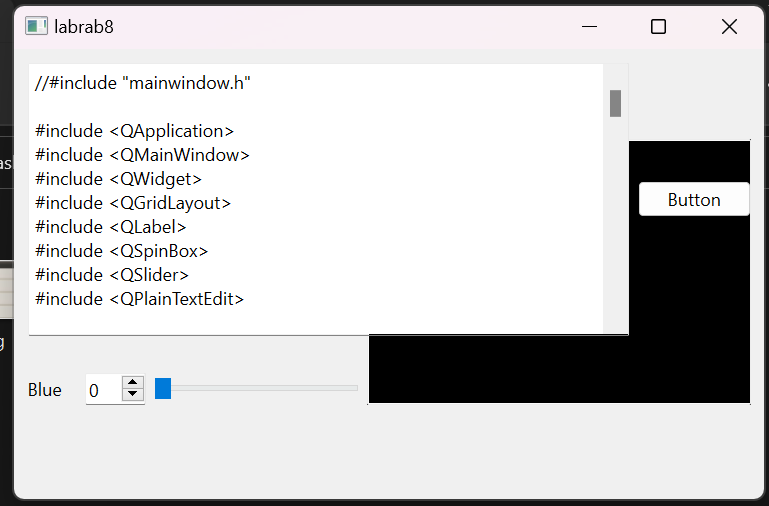 labrab8
//#include "mainwindow.h"
#include <QApplication>
#include <QMainWindow>
#include <QWidget>
#include <QGridLayout>
#include <QLabel>
#include <QSpinBox>
#include <QSlider>
#include <QPlainTextEdit>
Button
Blue
0